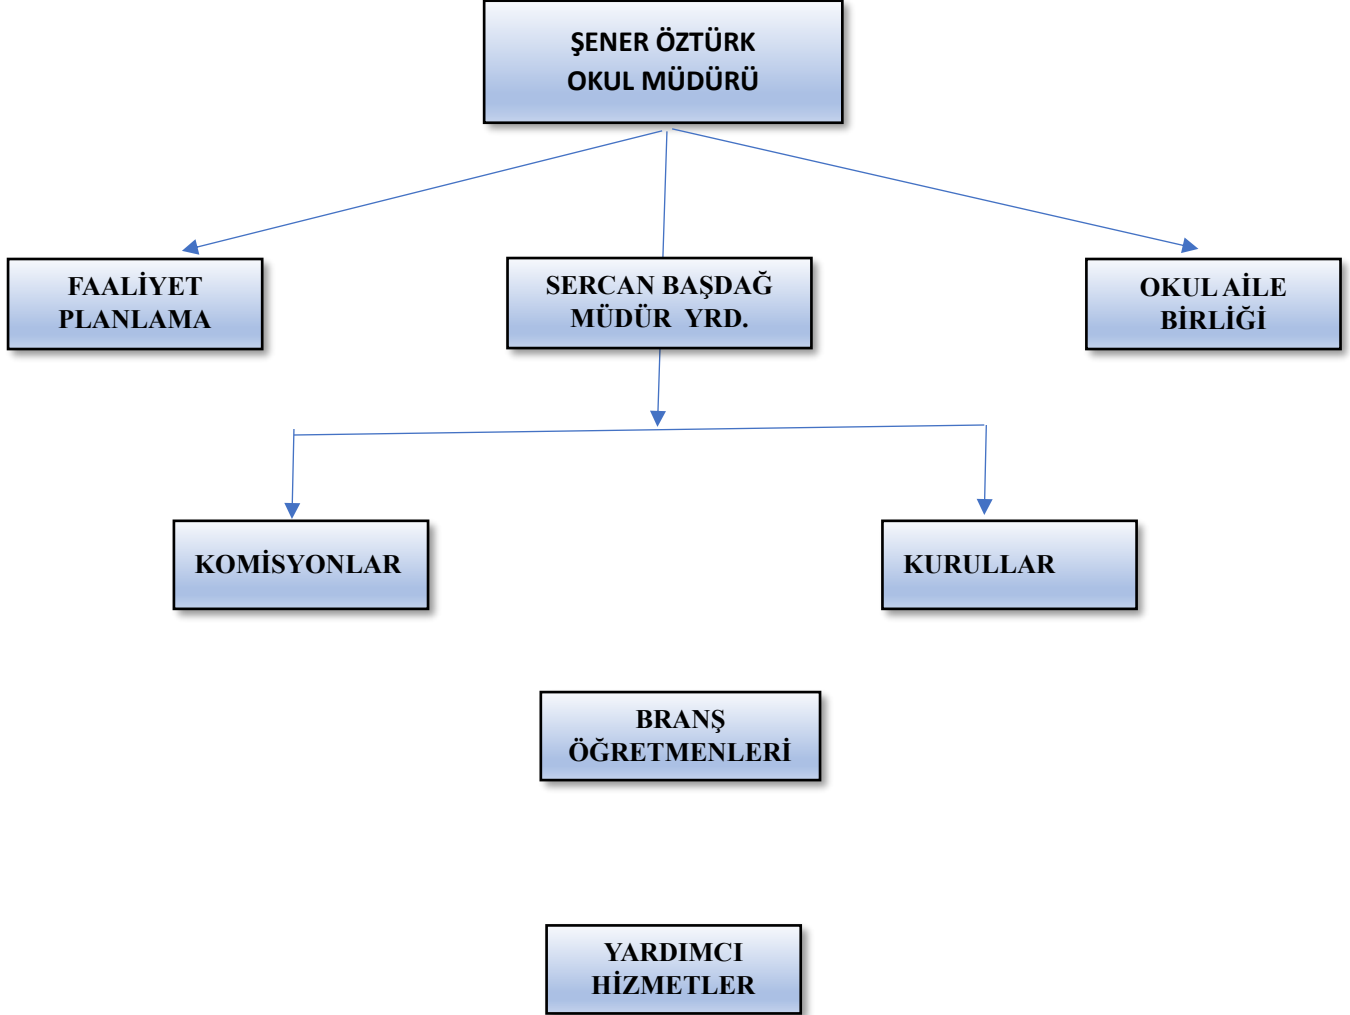 ŞENER ÖZTÜRK
OKUL MÜDÜRÜ
FAALİYET
PLANLAMA
SERCAN BAŞDAĞ
MÜDÜR  YRD.
OKUL AİLE
BİRLİĞİ
KOMİSYONLAR
KURULLAR
BRANŞ
ÖĞRETMENLERİ
YARDIMCI
HİZMETLER